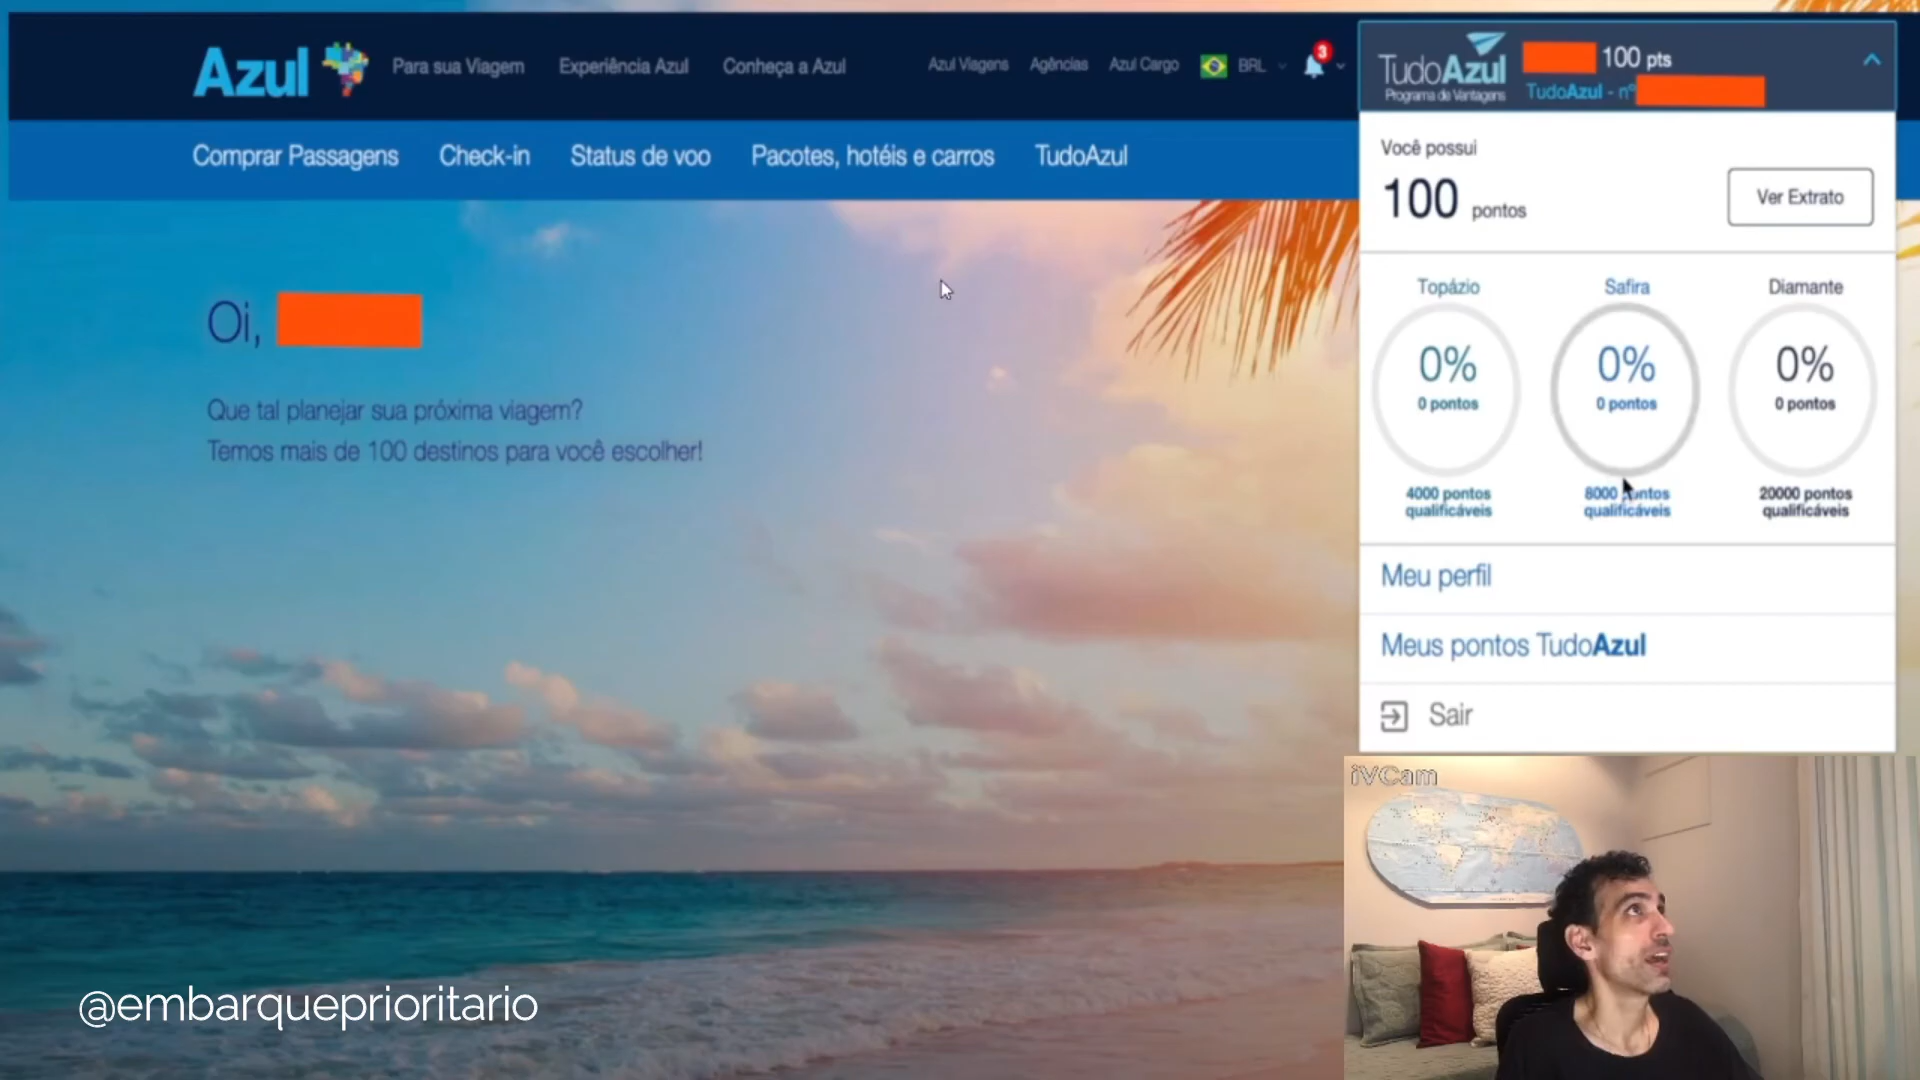 Azul
Para sua Viagem
Experiência Azul
Conheça a Azul
Azul Viagens
Agências
Azul Cargo
BRL
3
TudoAzul
Programa de Vantagens
100 pts
TudoAzul - nº
Comprar Passagens
Check-in
Status de voo
Pacotes, hotéis e carros
TudoAzul
Você possui
100 pontos
Ver Extrato
Oi,
Que tal planejar sua próxima viagem?
Temos mais de 100 destinos para você escolher!
Topázio
0%
0 pontos
4000 pontos
qualificáveis
Safira
0%
0 pontos
8000 pontos
qualificáveis
Diamante
0%
0 pontos
20000 pontos
qualificáveis
Meu perfil
Meus pontos TudoAzul
Sair
iVCam
@embarqueprioritario